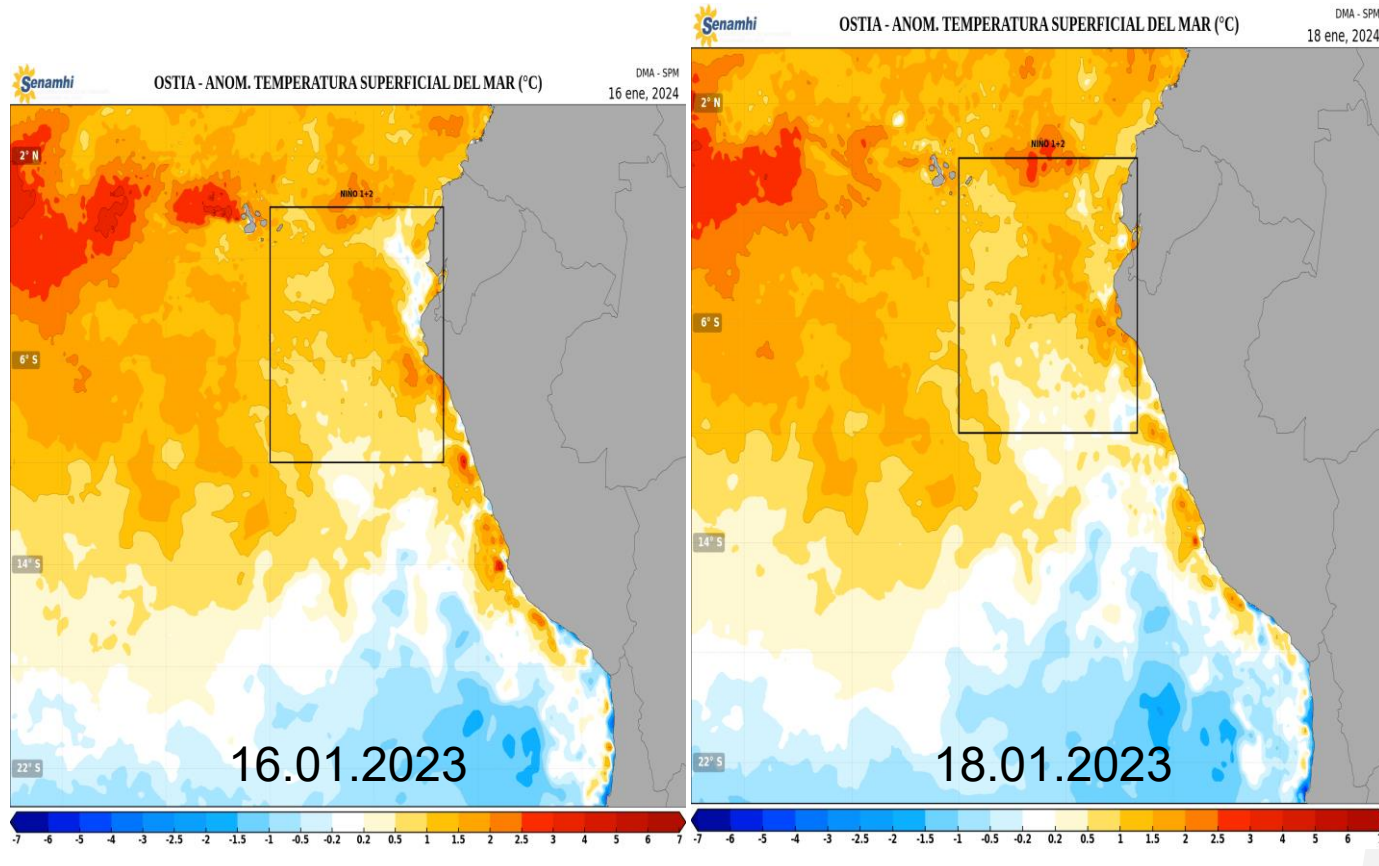 Senamhi
OSTIA - ANOM. TEMPERATURA SUPERFICIAL DEL MAR (°C)
DMA - SPM
16 ene, 2024
2° N
NIÑO 1+2
6° S
14° S
22° S
16.01.2023
-7 -6 -5 -4 -3 -2.5 -2 -1.5 -1 -0.5 -0.2 0.2 0.5 1 1.5 2 2.5 3 4 5 6 7
Senamhi
OSTIA - ANOM. TEMPERATURA SUPERFICIAL DEL MAR (°C)
DMA - SPM
18 ene, 2024
2° N
NIÑO 1+2
6° S
14° S
22° S
18.01.2023
-7 -6 -5 -4 -3 -2.5 -2 -1.5 -1 -0.5 -0.2 0.2 0.5 1 1.5 2 2.5 3 4 5 6